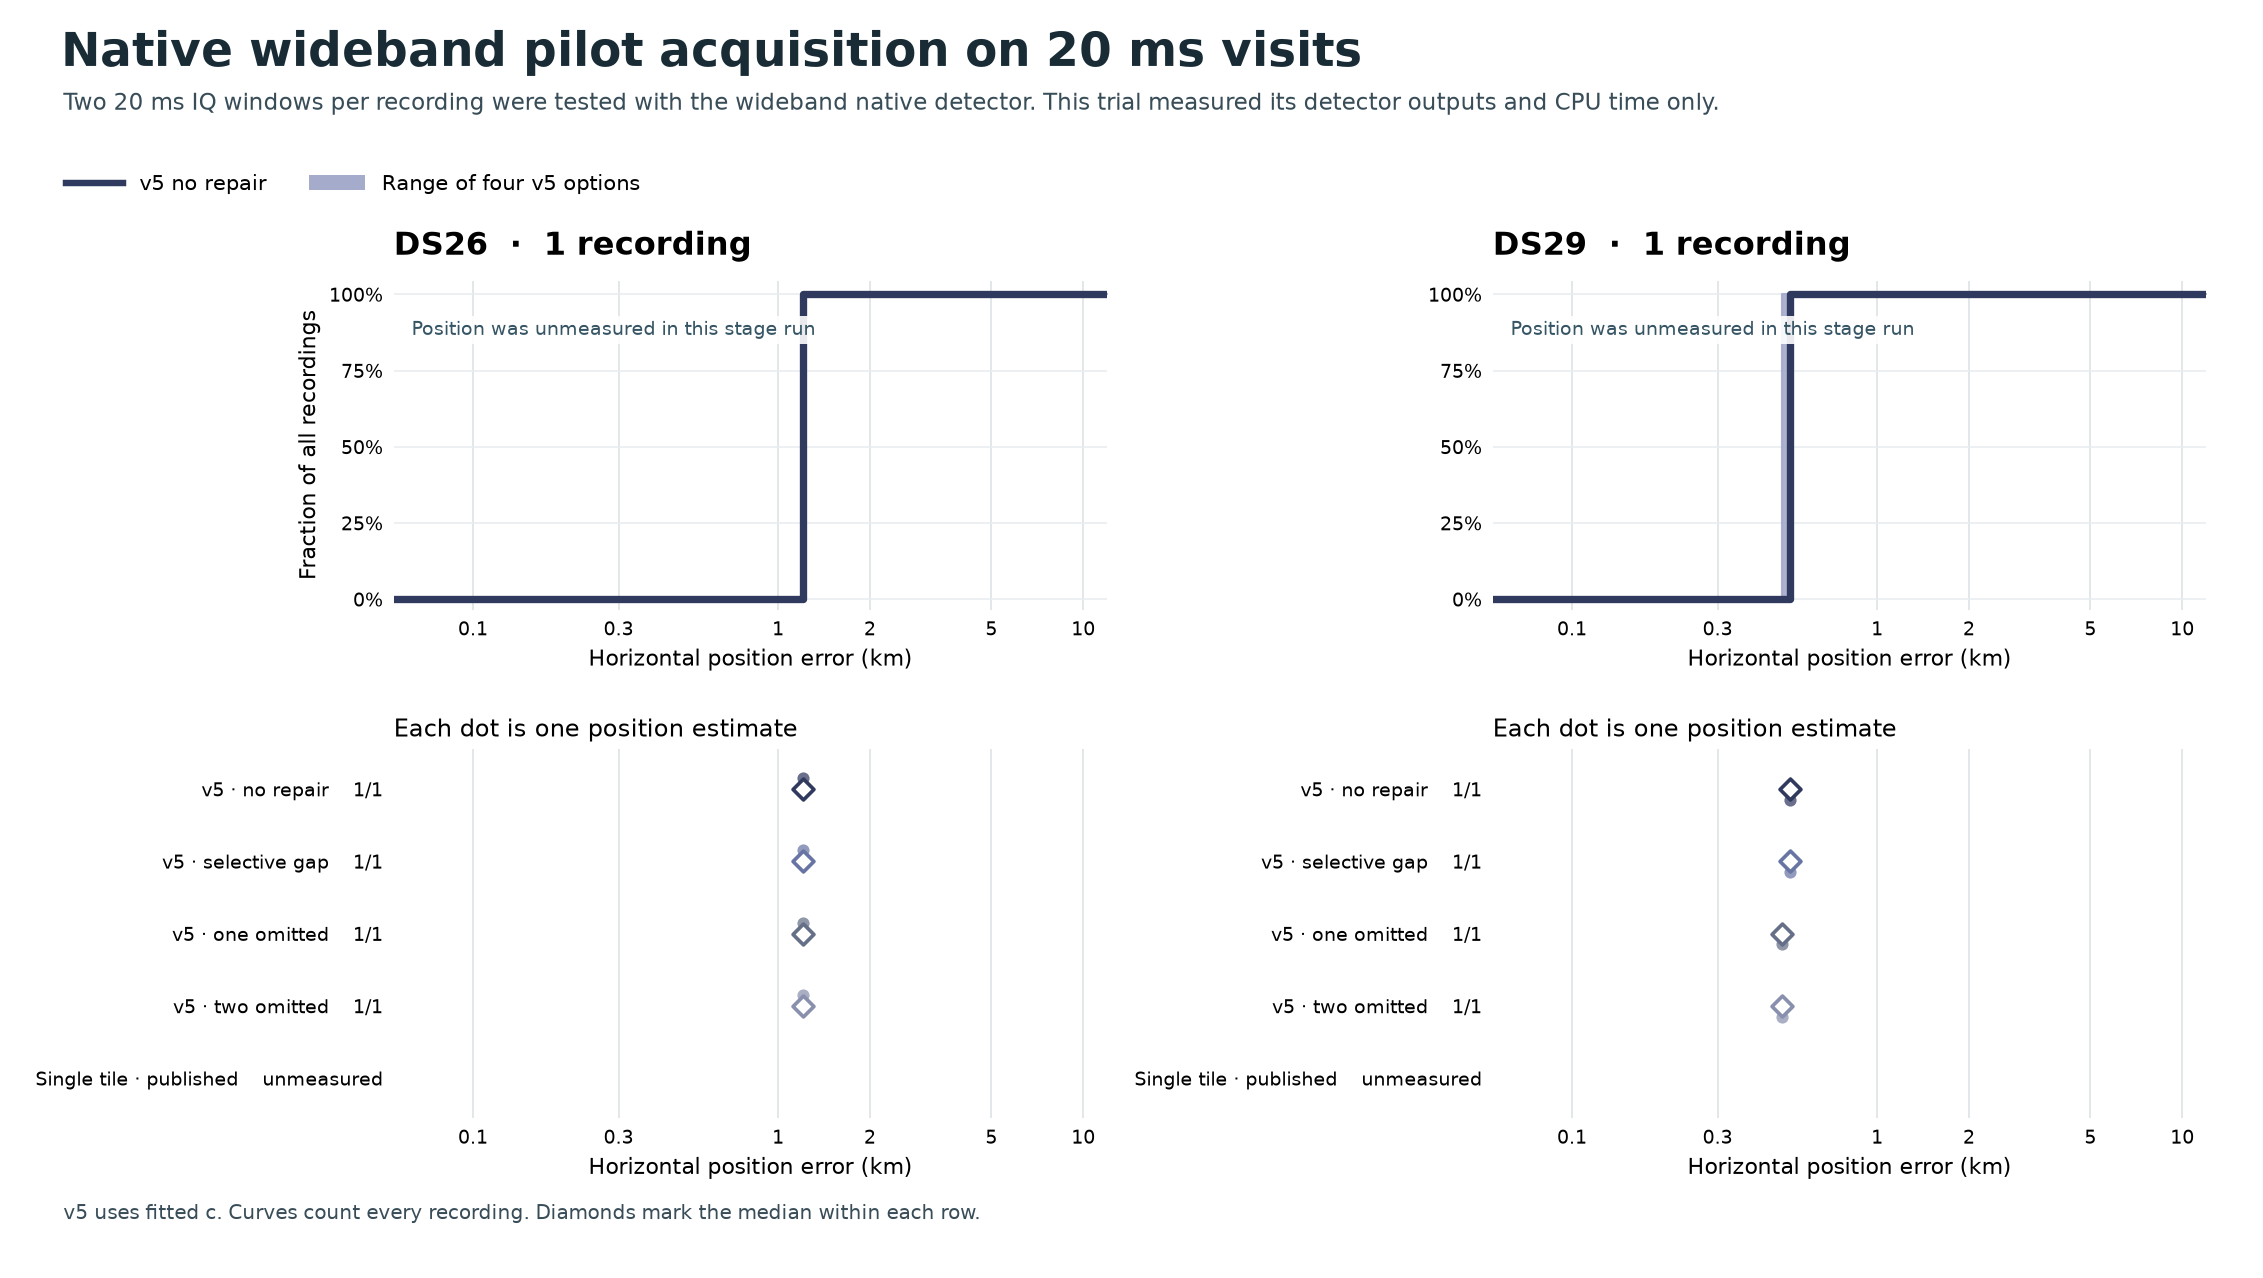 Native wideband pilot acquisition on 20 ms visits
Two 20 ms IQ windows per recording were tested with the wideband native detector. This trial measured its detector outputs and CPU time only.
v5 no repair
Range of four v5 options
DS26 · 1 recording
100%
75%
50%
25%
0%
Fraction of all recordings
Position was unmeasured in this stage run
0.1 0.3 1 2 5 10
Horizontal position error (km)
DS29 · 1 recording
100%
75%
50%
25%
0%
Position was unmeasured in this stage run
0.1 0.3 1 2 5 10
Horizontal position error (km)
Each dot is one position estimate
v5 · no repair 1/1
v5 · selective gap 1/1
v5 · one omitted 1/1
v5 · two omitted 1/1
Single tile · published unmeasured
0.1 0.3 1 2 5 10
Horizontal position error (km)
Each dot is one position estimate
v5 · no repair 1/1
v5 · selective gap 1/1
v5 · one omitted 1/1
v5 · two omitted 1/1
Single tile · published unmeasured
0.1 0.3 1 2 5 10
Horizontal position error (km)
v5 uses fitted c. Curves count every recording. Diamonds mark the median within each row.